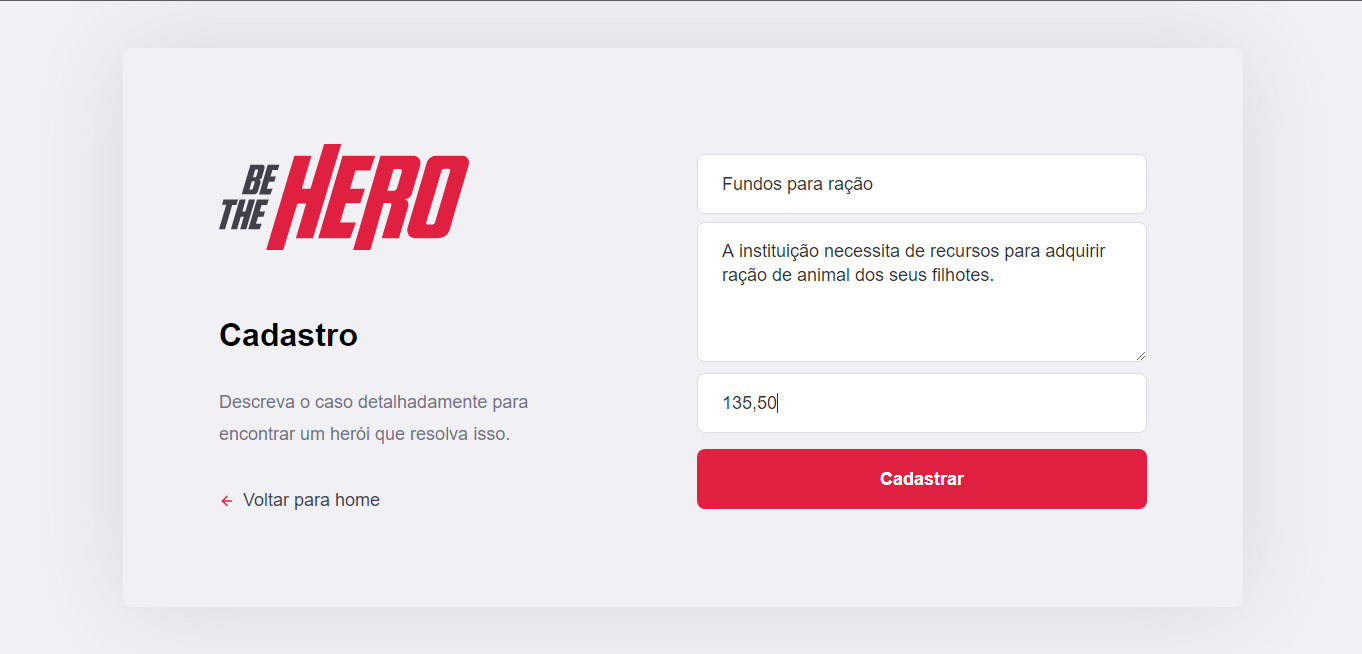 BE
THE
HERO
Cadastro
Descreva o caso detalhadamente para
encontrar um herói que resolva isso.
Voltar para home
Fundos para ração
A instituição necessita de recursos para adquirir
ração de animal dos seus filhotes.
135,50
Cadastrar